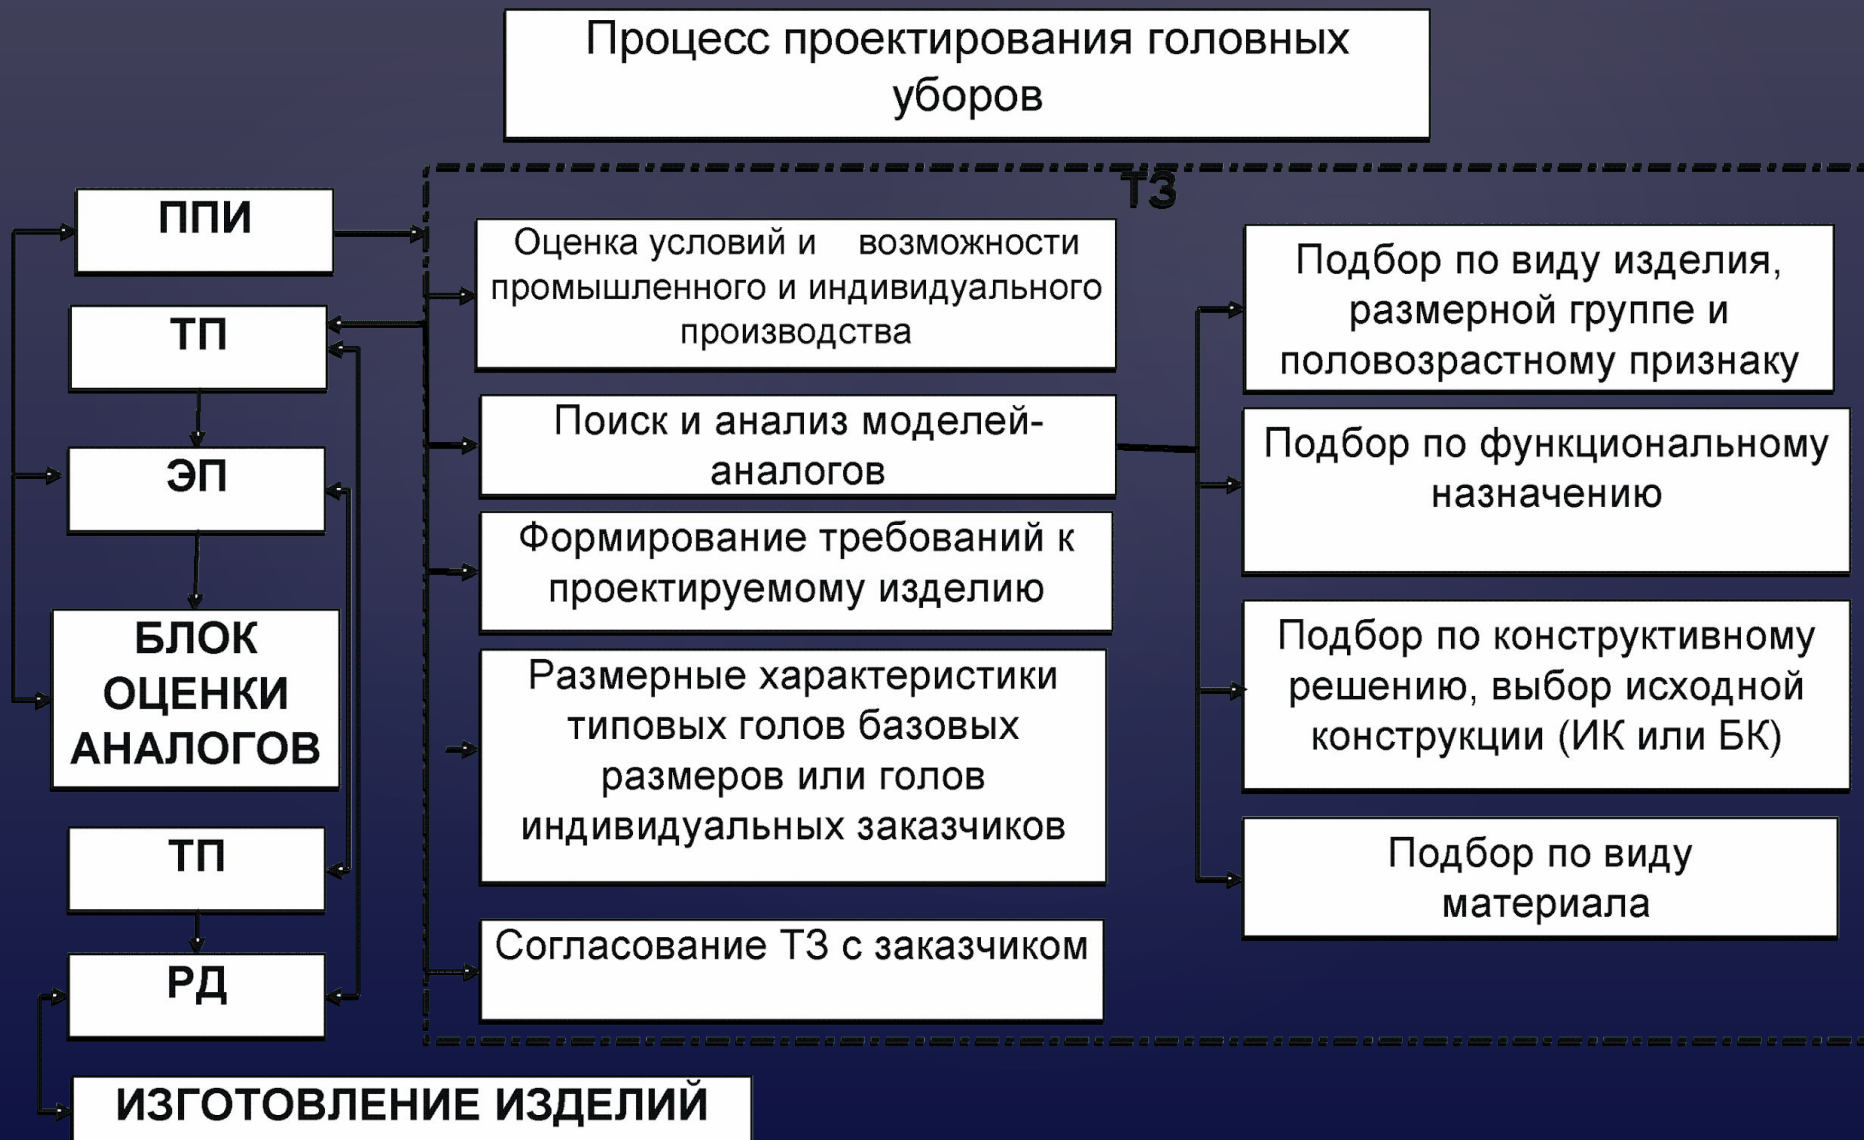 Процесс проектирования головных
уборов
ТЗ
ППИ
ТП
ЭП
БЛОК
ОЦЕНКИ
АНАЛОГОВ
ТП
РД
ИЗГОТОВЛЕНИЕ ИЗДЕЛИЙ
Оценка условий и возможности
промышленного и индивидуального
производства
Поиск и анализ моделей-
аналогов
Формирование требований к
проектируемому изделию
Размерные характеристики
типовых голов базовых
размеров или голов
индивидуальных заказчиков
Согласование ТЗ с заказчиком
Подбор по виду изделия,
размерной группе и
половозрастному признаку
Подбор по функциональному
назначению
Подбор по конструктивному
решению, выбор исходной
конструкции (ИК или БК)
Подбор по виду
материала